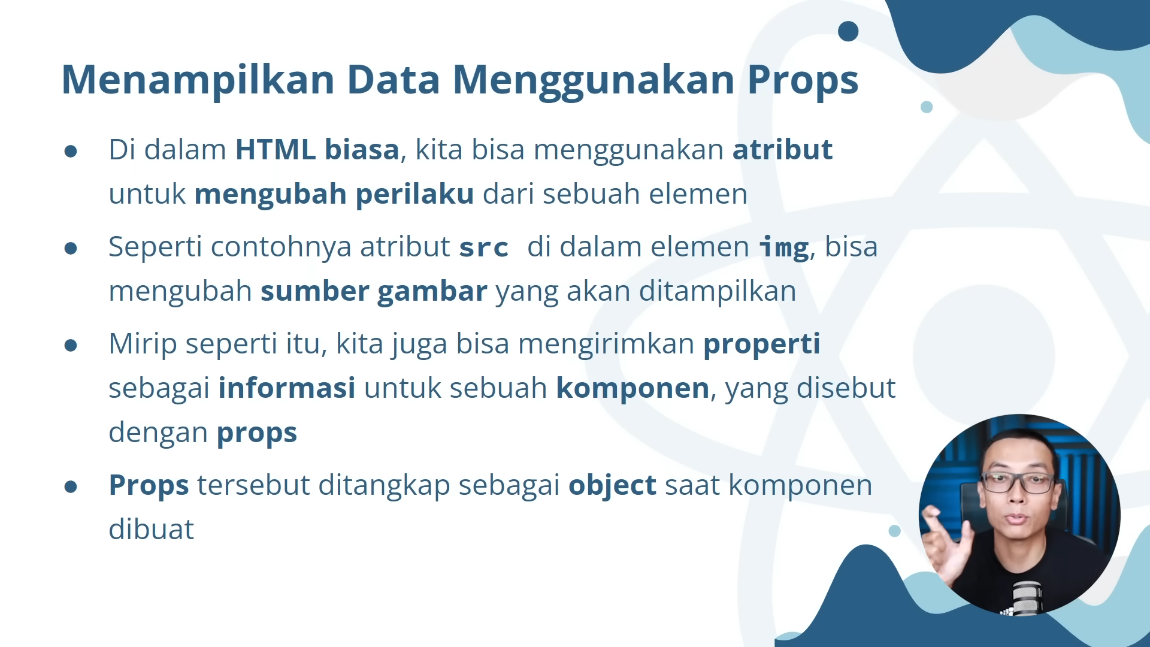 Menampilkan Data Menggunakan Props
● Di dalam HTML biasa, kita bisa menggunakan atribut
untuk mengubah perilaku dari sebuah elemen
● Seperti contohnya atribut src di dalam elemen img, bisa
mengubah sumber gambar yang akan ditampilkan
● Mirip seperti itu, kita juga bisa mengirimkan properti
sebagai informasi untuk sebuah komponen, yang disebut
dengan props
● Props tersebut ditangkap sebagai object saat komponen
dibuat